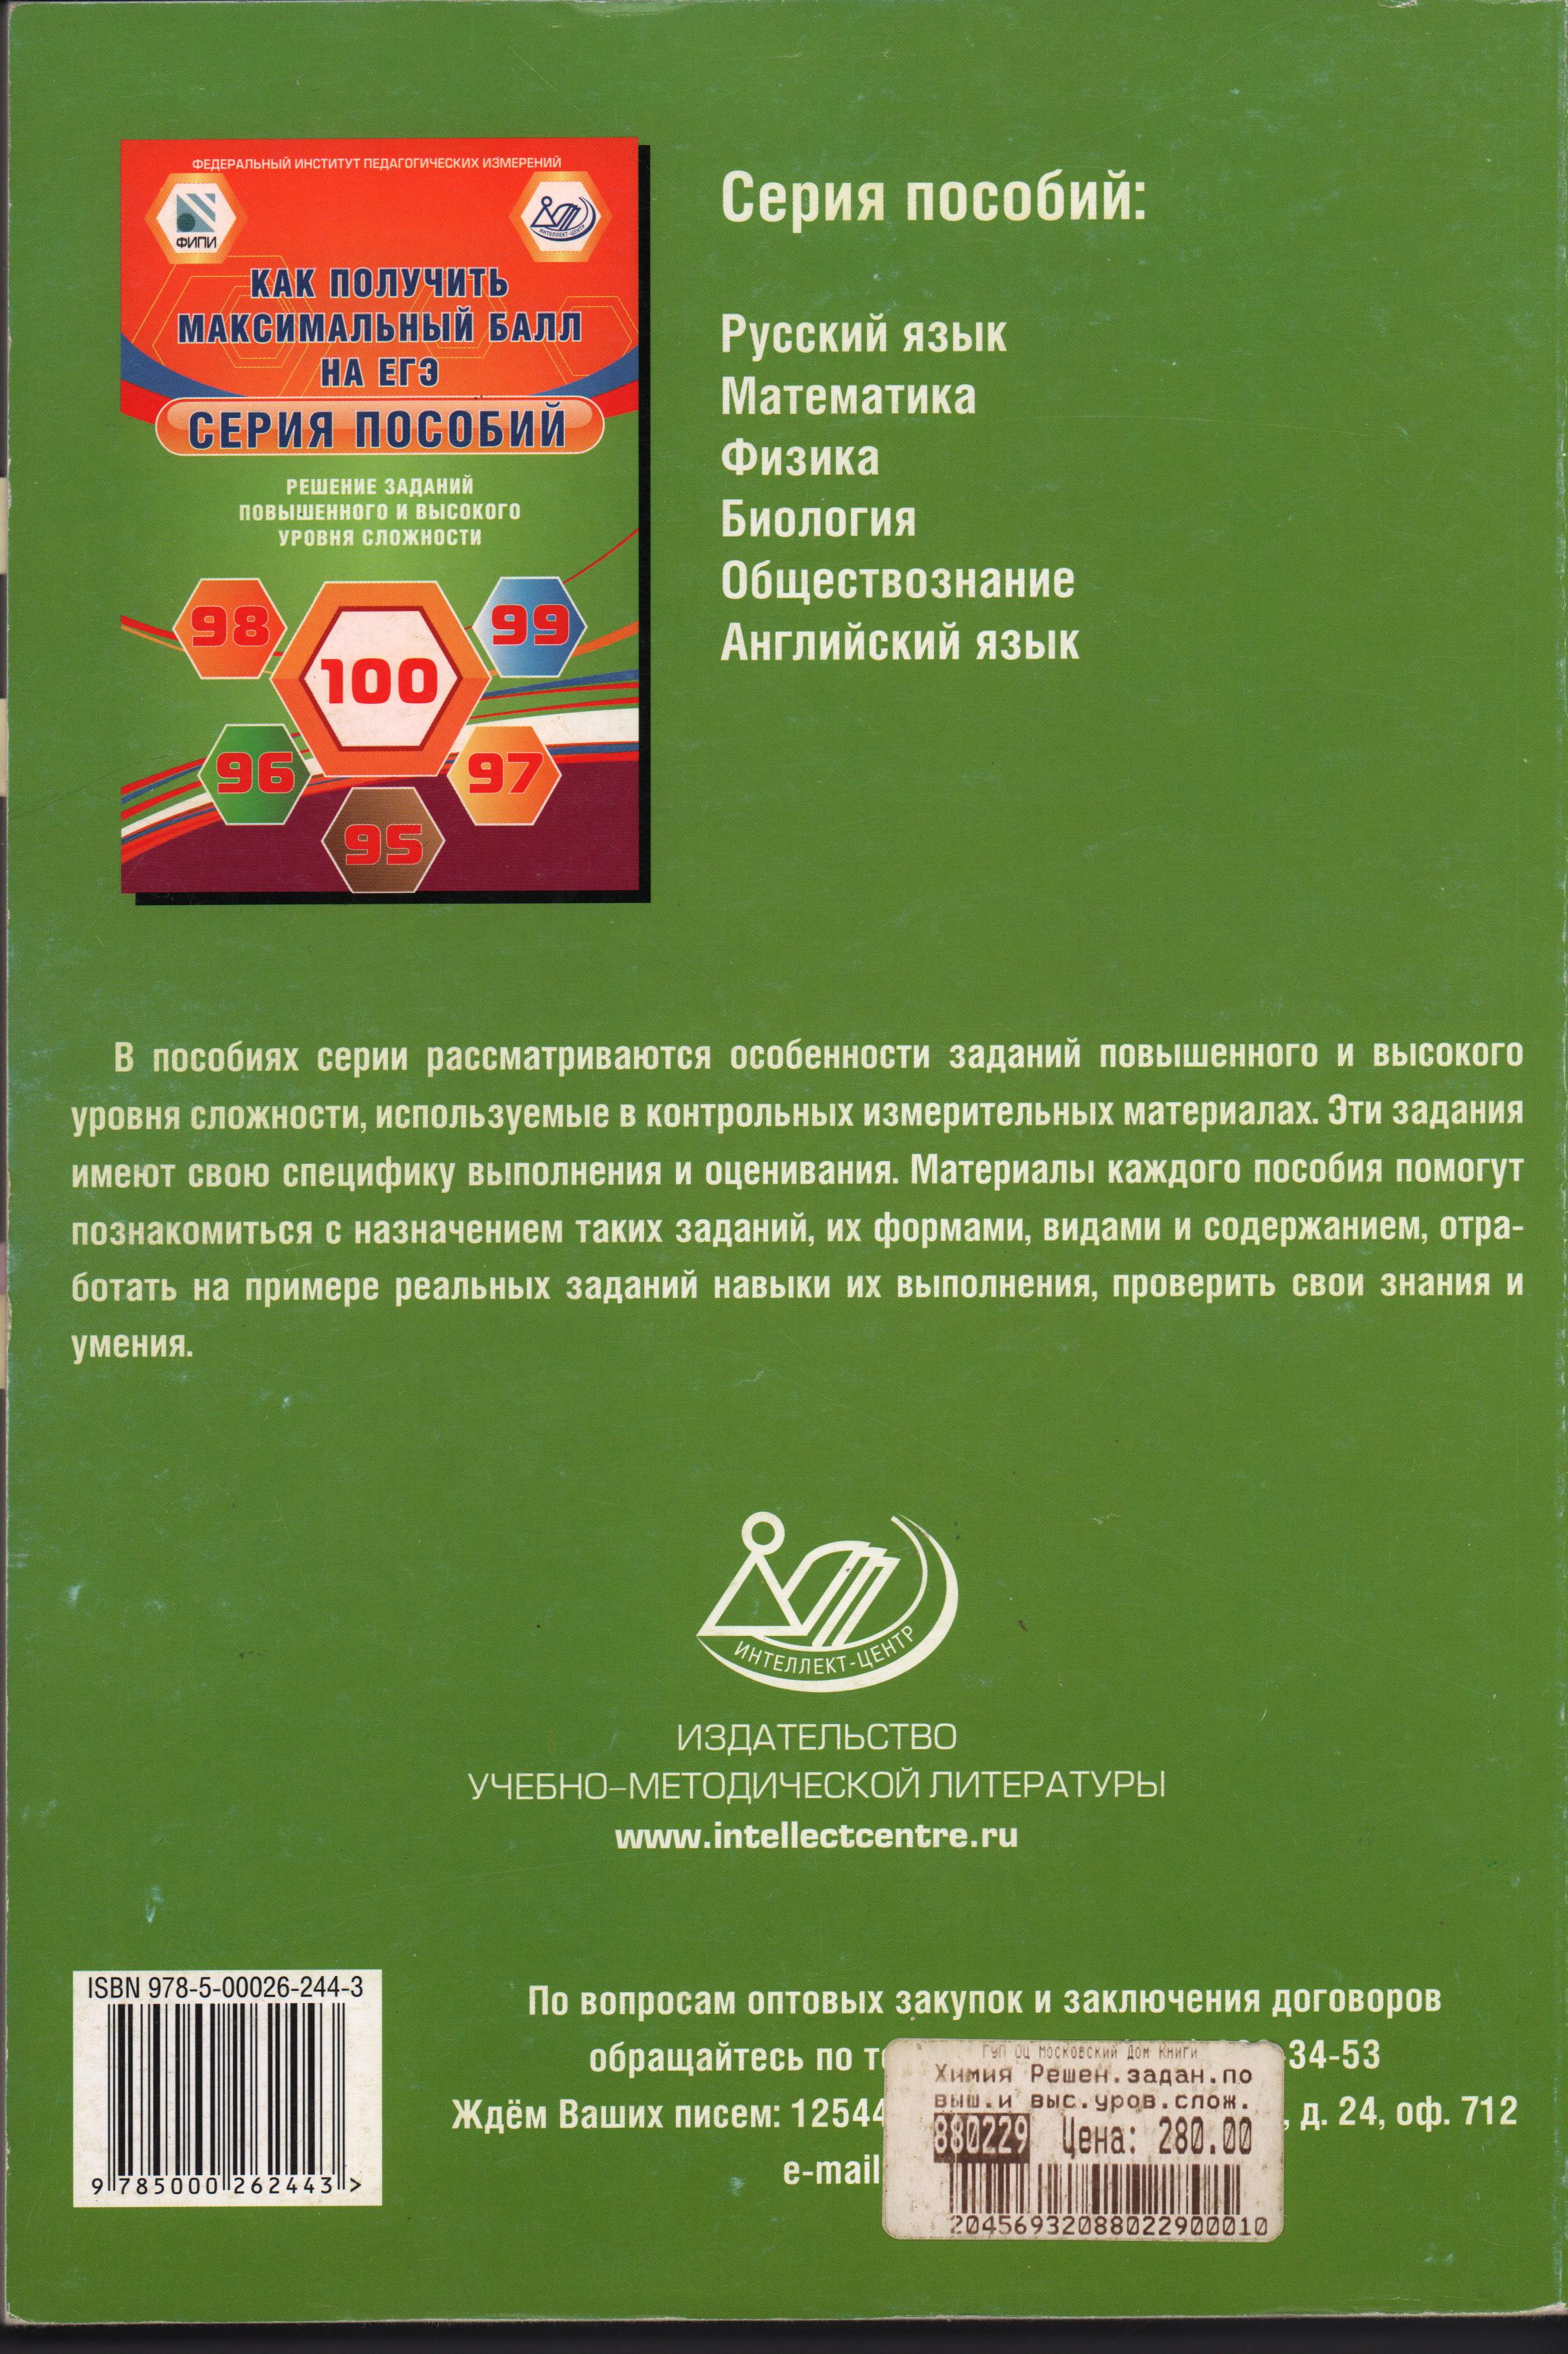 ФЕДЕРАЛЬНЫЙ ИНСТИТУТ ПЕДАГОГИЧЕСКИХ ИЗМЕРЕНИЙ
ФИПИ
ИНТЕЛЛЕКТ-ЦЕНТР
КАК ПОЛУЧИТЬ
МАКСИМАЛЬНЫЙ БАЛЛ
НА ЕГЭ
СЕРИЯ ПОСОБИЙ
РЕШЕНИЕ ЗАДАНИЙ
ПОВЫШЕННОГО И ВЫСОКОГО
УРОВНЯ СЛОЖНОСТИ
98
99
100
96
97
95
Серия пособий:
Русский язык
Математика
Физика
Биология
Обществознание
Английский язык
В пособиях серии рассматриваются особенности заданий повышенного и высокого
уровня сложности, используемые в контрольных измерительных материалах. Эти задания
имеют свою специфику выполнения и оценивания. Материалы каждого пособия помогут
познакомиться с назначением таких заданий, их формами, видами и содержанием, отра-
ботать на примере реальных заданий навыки их выполнения, проверить свои знания и
умения.
ИНТЕЛЛЕКТ-ЦЕНТР
ИЗДАТЕЛЬСТВО
УЧЕБНО-МЕТОДИЧЕСКОЙ ЛИТЕРАТУРЫ
www.intellectcentre.ru
ISBN 978-5-00026-244-3
9 785000 262443 >
По вопросам оптовых закупок и заключения договоров
обращайтесь по -34-53
Ждём Ваших писем: 12544 , д. 24, оф. 712
e-mail
ГУП ОЦ Московский Дом Книги
Химия Решен.задан.по
выш.и выс.уров.слож.
880229 Цена: 280.00
20456932088022900010